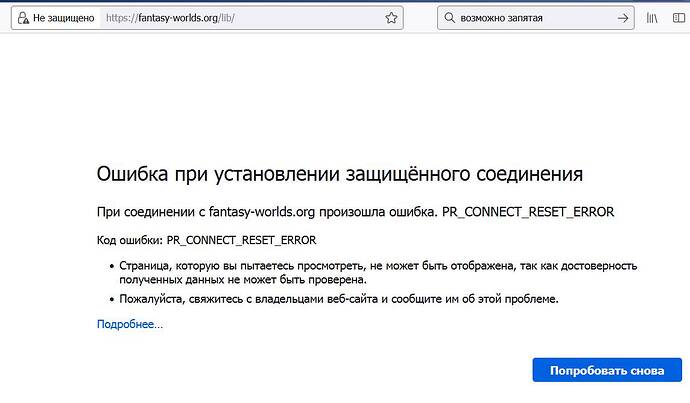 Не защищено https://fantasy-worlds.org/lib/ возможно запятая
Ошибка при установлении защищённого соединения
При соединении с fantasy-worlds.org произошла ошибка. PR_CONNECT_RESET_ERROR
Код ошибки: PR_CONNECT_RESET_ERROR
• Страница, которую вы пытаетесь просмотреть, не может быть отображена, так как достоверность
полученных данных не может быть проверена.
• Пожалуйста, свяжитесь с владельцами веб-сайта и сообщите им об этой проблеме.
Подробнее...
Попробовать снова